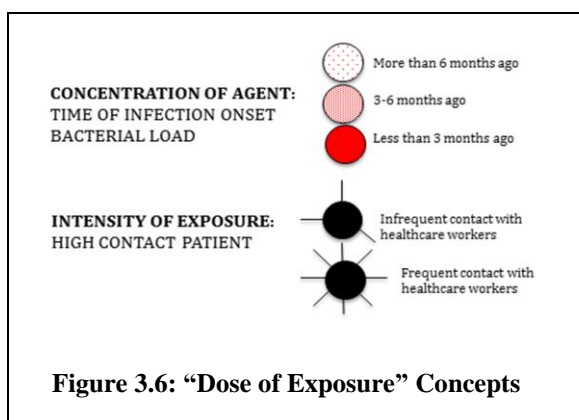 More than 6 months ago
CONCENTRATION OF AGENT:
TIME OF INFECTION ONSET
3-6 months ago
BACTERIAL LOAD
Less than 3 months ago
INTENSITY OF EXPOSURE:
HIGH CONTACT PATIENT
Infrequent contact with
healthcare workers
Frequent contact with
healthcare workers
Figure 3.6: “Dose of Exposure” Concepts